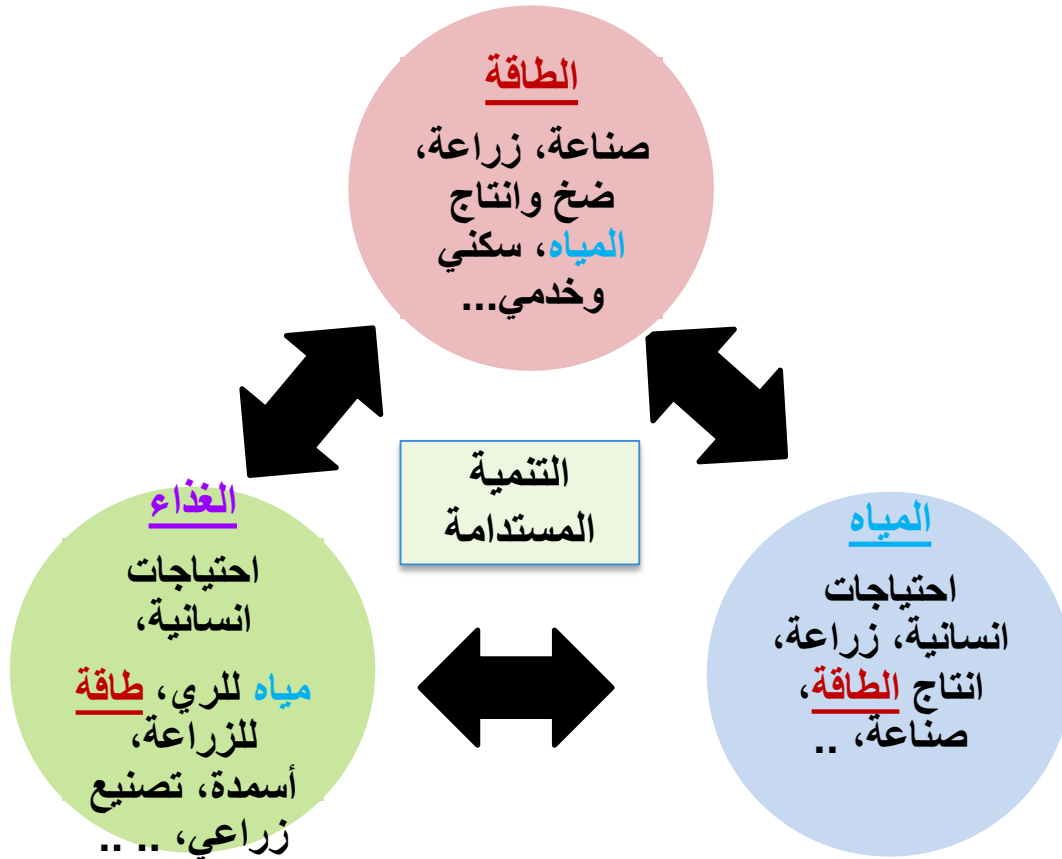 الطاقة
صناعة، زراعة،
ضخ وانتاج
المياه، سكني
وخدمي...
التنمية
المستدامة
المياه
احتياجات
انسانية، زراعة،
انتاج الطاقة،
صناعة، ..
الغذاء
احتياجات
انسانية،
مياه للري، طاقة
للزراعة،
أسمدة، تصنيع
زراعي، .. ..